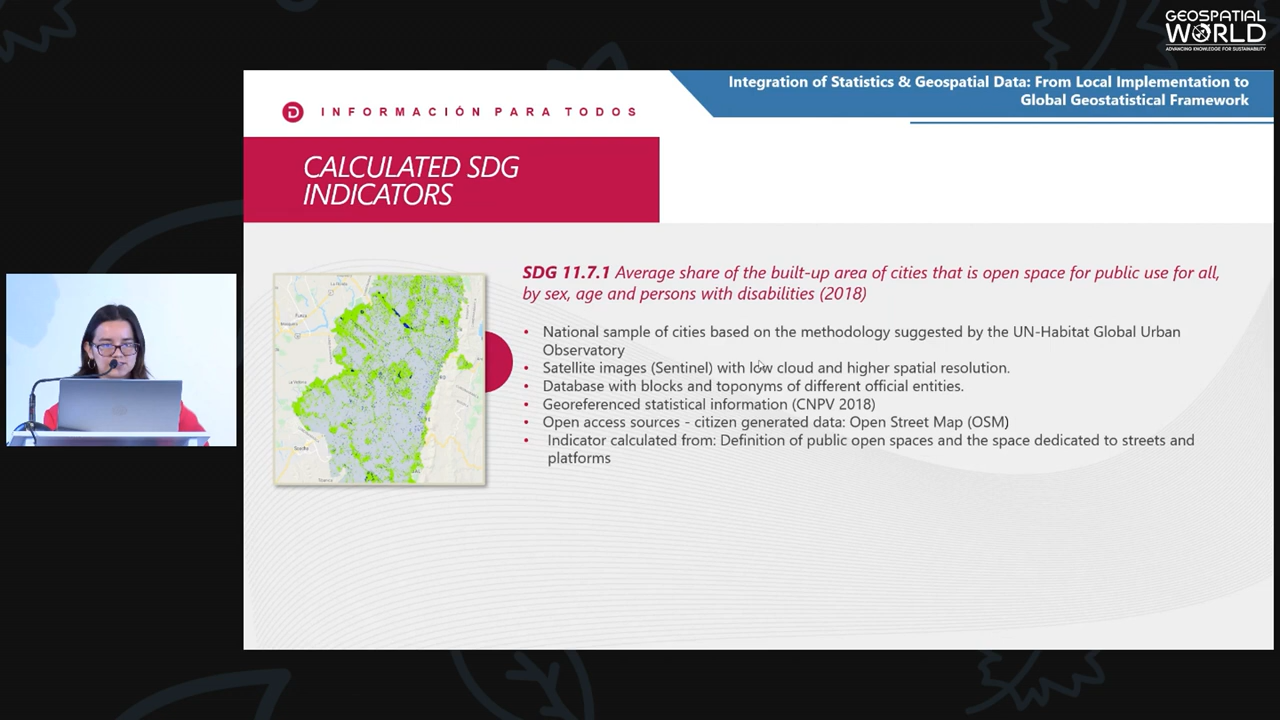 GEOSPATIAL
WORLD
ADVANCING KNOWLEDGE FOR SUSTAINABILITY
Integration of Statistics & Geospatial Data: From Local Implementation to
Global Geostatistical Framework
INFORMACIÓN PARA TODOS
CALCULATED SDG
INDICATORS
SDG 11.7.1 Average share of the built-up area of cities that is open space for public use for all,
by sex, age and persons with disabilities (2018)
• National sample of cities based on the methodology suggested by the UN-Habitat Global Urban
Observatory
• Satellite images (Sentinel) with low cloud and higher spatial resolution.
• Database with blocks and toponyms of different official entities.
• Georeferenced statistical information (CNPV 2018)
• Open access sources - citizen generated data: Open Street Map (OSM)
• Indicator calculated from: Definition of public open spaces and the space dedicated to streets and
platforms